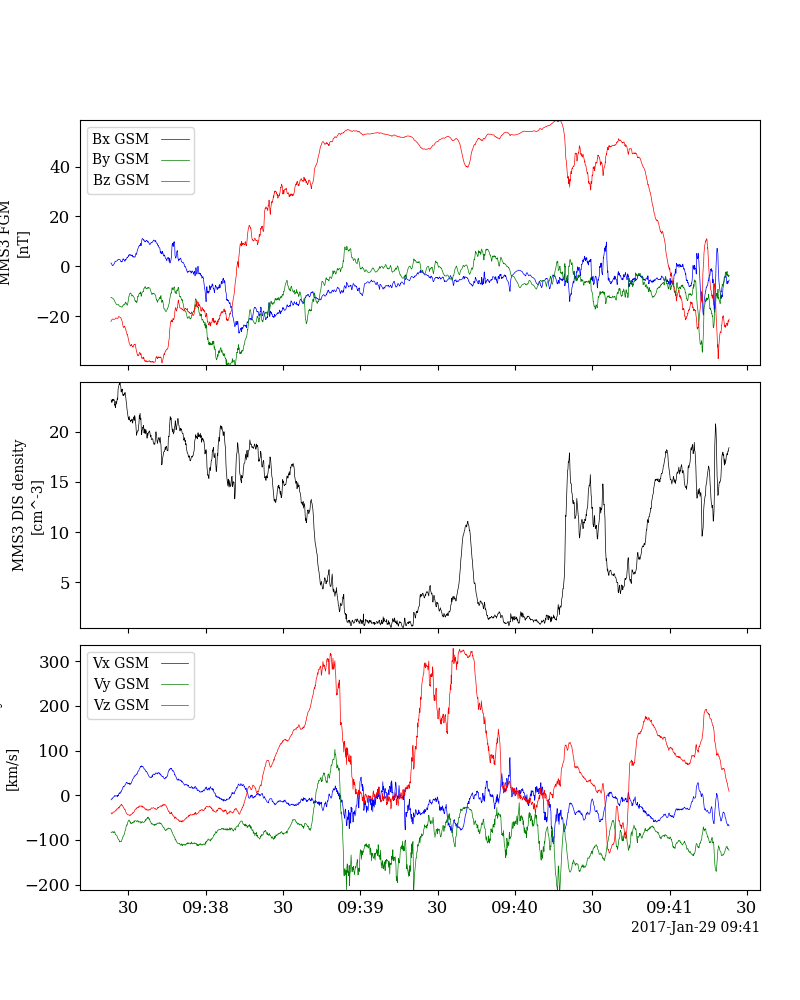 Bx GSM
By GSM
Bz GSM
40
20
0
−20
MMS3 FGM
[nT]
20
15
10
5
MMS3 DIS density
[cm^-3]
Vx GSM
Vy GSM
Vz GSM
300
200
100
0
−100
−200
[km/s]
30 09:38 30 09:39 30 09:40 30 09:41 30
2017-Jan-29 09:41